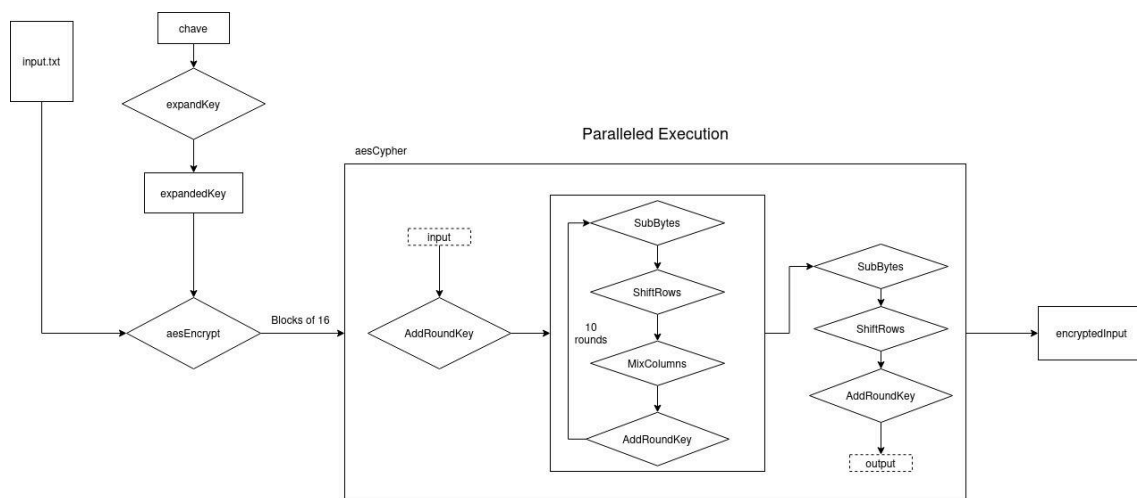 chave
input.txt
expandKey
Paralleled Execution
aesCypher
expandedKey
SubBytes
input
SubBytes
ShiftRows
Blocks of 16
aesEncrypt
AddRoundKey
10
rounds
ShiftRows
encryptedInput
MixColumns
AddRoundKey
AddRoundKey
output